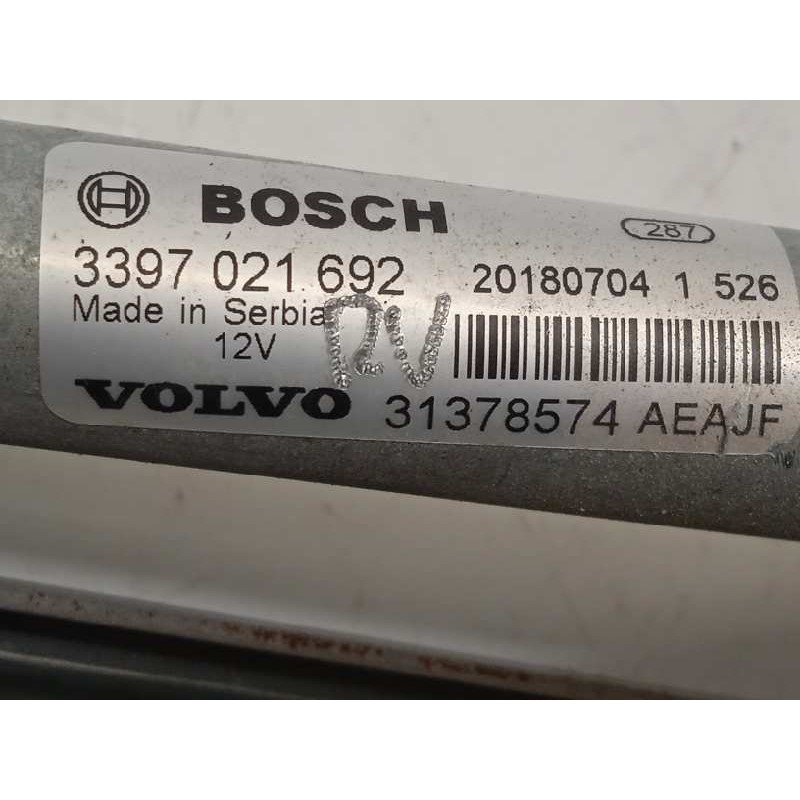 BOSCH 287
3397 021 692 20180704 1 526
Made in Serbia
12V
VOLVO 31378574 AEAJF